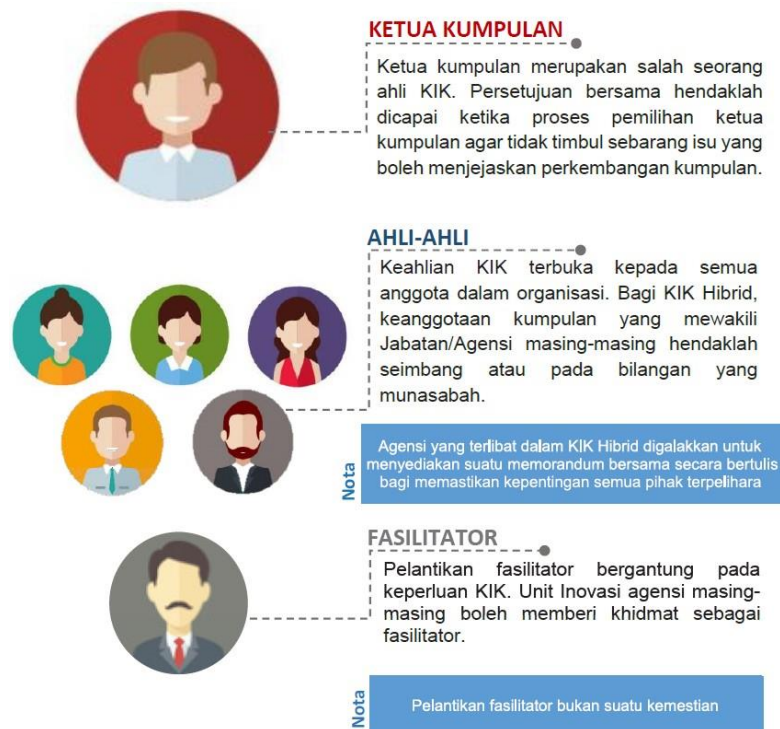 KETUA KUMPULAN
Ketua kumpulan merupakan salah seorang
ahli KIK. Persetujuan bersama hendaklah
dicapai ketika proses pemilihan ketua
kumpulan agar tidak timbul sebarang isu yang
boleh menjejaskan perkembangan kumpulan.
AHLI-AHLI
Keahlian KIK terbuka kepada semua
anggota dalam organisasi. Bagi KIK Hibrid,
keanggotaan kumpulan yang mewakili
Jabatan/Agensi masing-masing hendaklah
seimbang atau pada bilangan yang
munasabah.
Nota
Agensi yang terlibat dalam KIK Hibrid digalakkan untuk
menyediakan suatu memorandum bersama secara bertulis
bagi memastikan kepentingan semua pihak terpelihara
FASILITATOR
Pelantikan fasilitator bergantung pada
keperluan KIK. Unit Inovasi agensi masing-
masing boleh memberi khidmat sebagai
fasilitator.
Nota
Pelantikan fasilitator bukan suatu kemestian